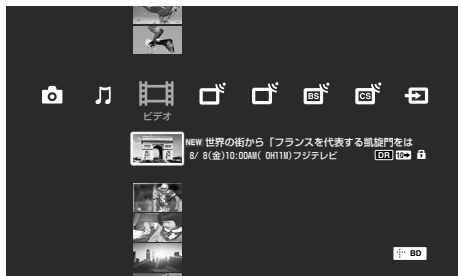 BS
CS
ビデオ
NEW 世界の街から「フランスを代表する凱旋門をは
8/ 8(金)10:00AM( 0H11M)フジテレビ DR 10
BD